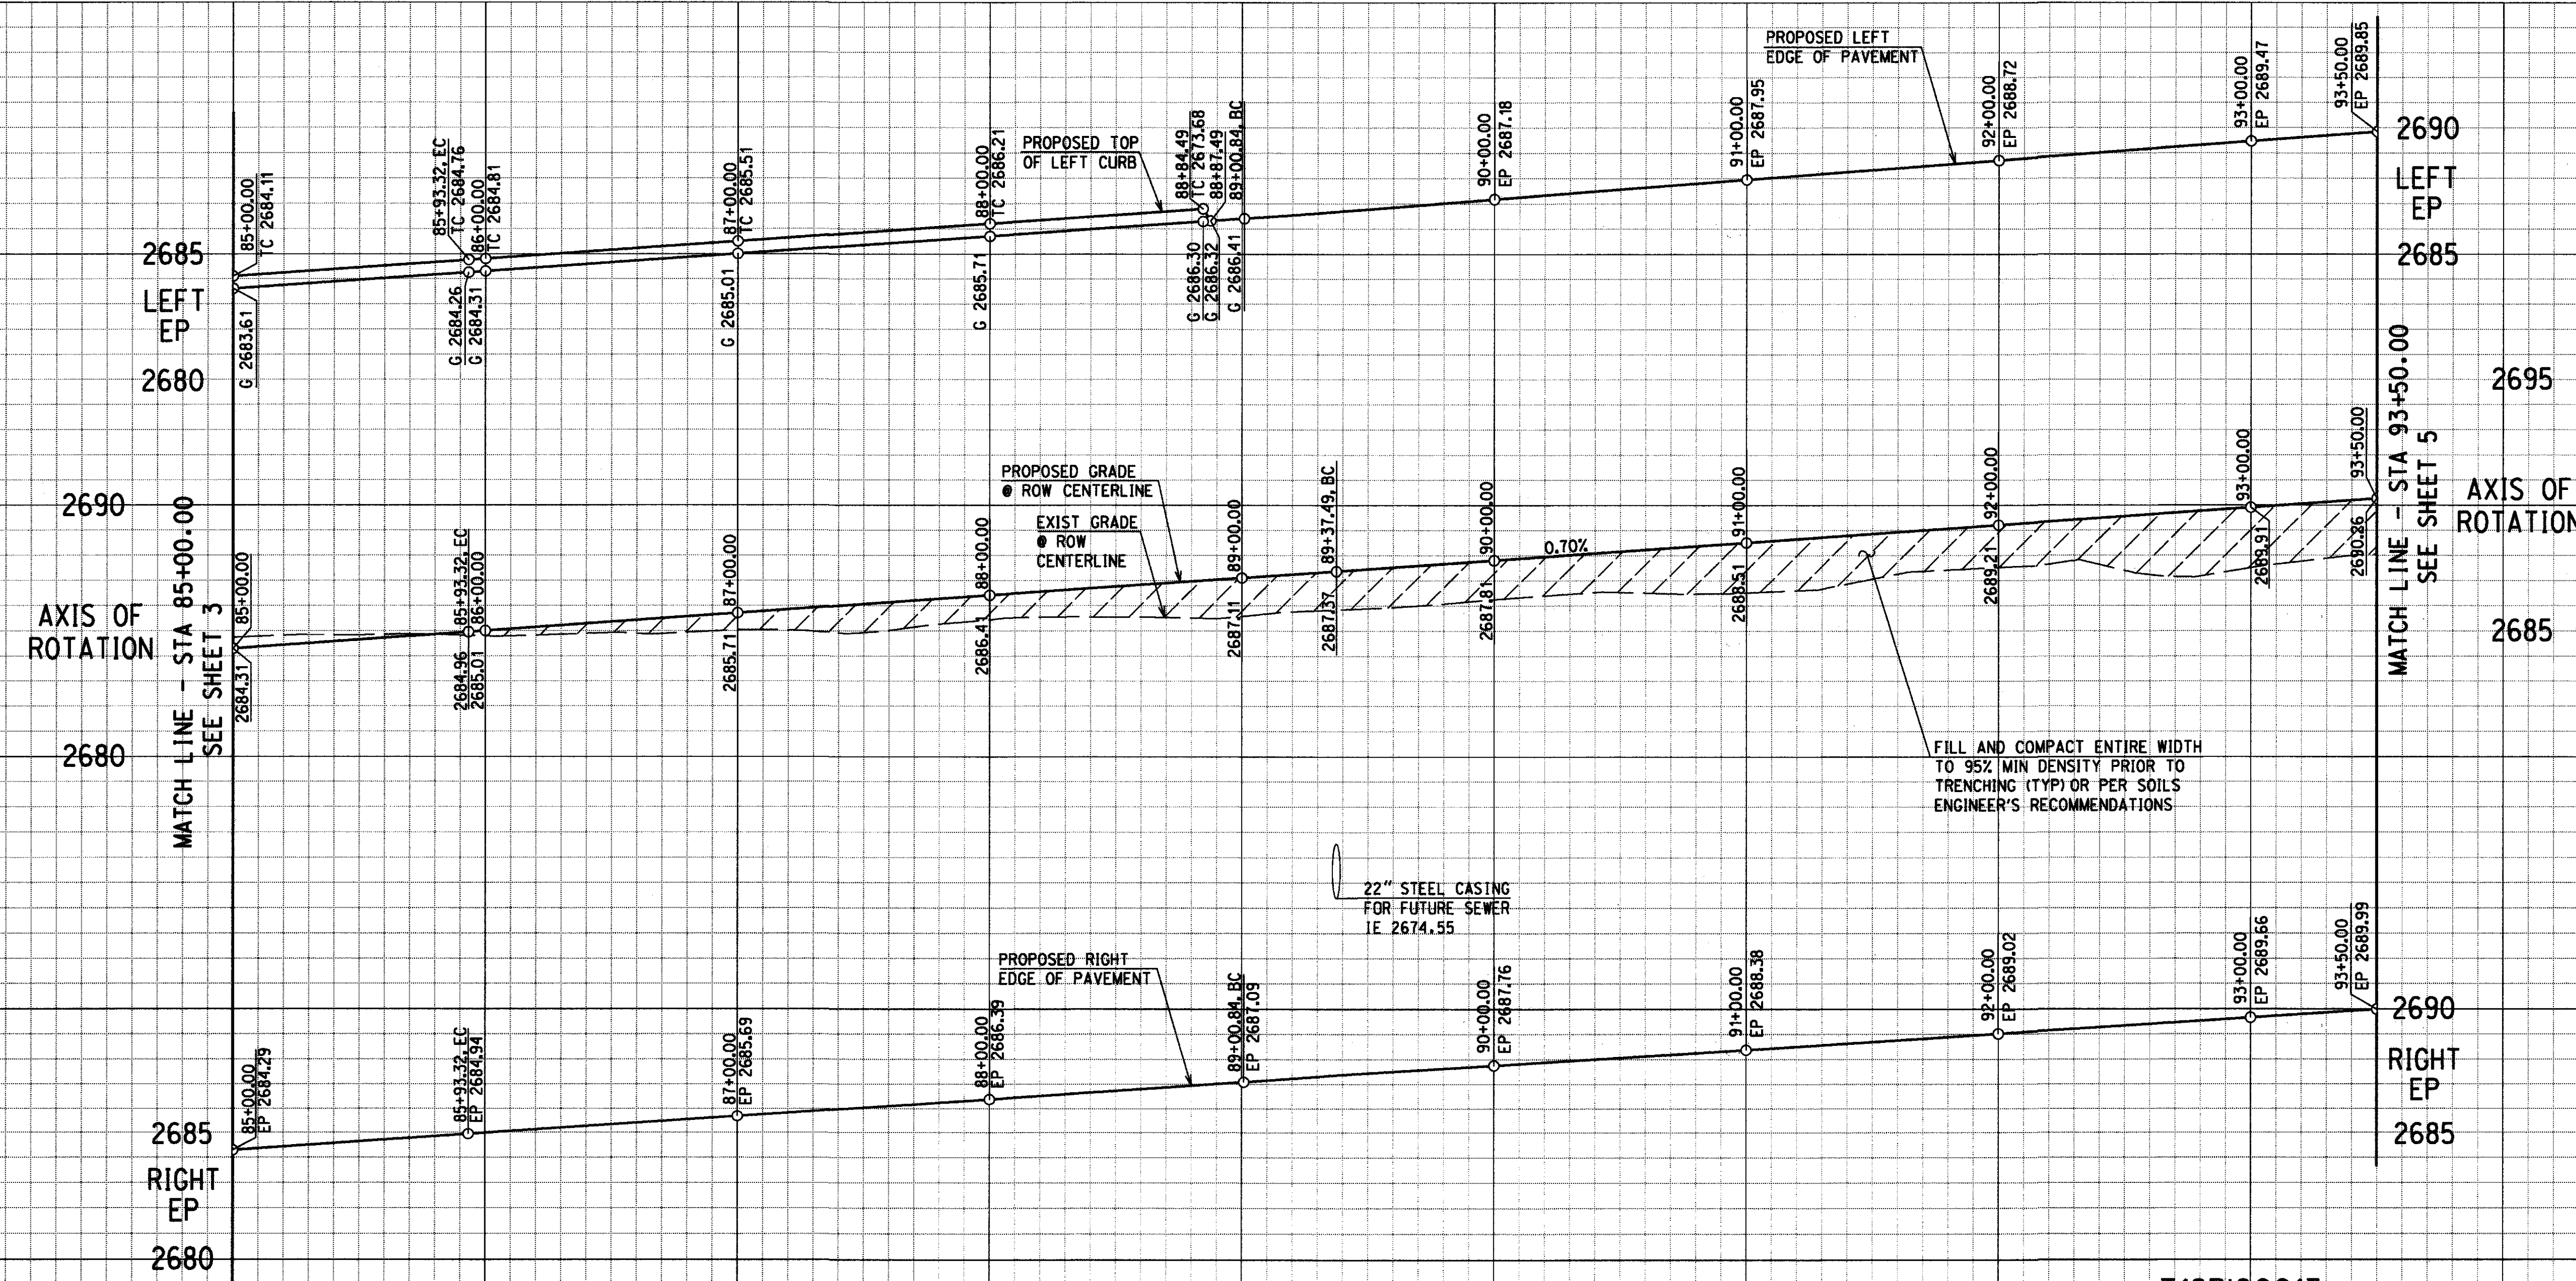 PROPOSED LEFT
EDGE OF PAVEMENT
85+00.00
TC 2684.11
85+93.32, EC
TC 2684.76
86+00.00
TC 2684.81
87+00.00
TC 2685.51
88+00.00
TC 2686.21
PROPOSED TOP
OF LEFT CURB
88+84.49
TC 2673.68
88+87.49
89+00.84, BC
90+00.00
EP 2687.18
91+00.00
EP 2687.95
92+00.00
EP 2688.72
93+00.00
EP 2689.47
93+50.00
EP 2689.85
2685
LEFT
EP
2680
G 2683.61
G 2684.26
G 2684.31
G 2685.01
G 2685.71
G 2686.30
G 2686.32
G 2686.41
2690
LEFT
EP
2685
MATCH LINE - STA 93+50.00
SEE SHEET 5
2695
AXIS OF
ROTATION
2685
2690
AXIS OF
ROTATION
2680
MATCH LINE - STA 85+00.00
SEE SHEET 3
85+00.00
2684.31
85+93.32, EC
2684.96
86+00.00
2685.01
87+00.00
2685.71
88+00.00
2686.41
PROPOSED GRADE
@ ROW CENTERLINE
EXIST GRADE
@ ROW
CENTERLINE
89+00.00
2687.11
89+37.49, BC
2687.37
90+00.00
2687.81
0.70%
91+00.00
2688.51
92+00.00
2689.21
93+00.00
2689.91
93+50.00
2690.26
FILL AND COMPACT ENTIRE WIDTH
TO 95% MIN DENSITY PRIOR TO
TRENCHING (TYP) OR PER SOILS
ENGINEER'S RECOMMENDATIONS
22" STEEL CASING
FOR FUTURE SEWER
IE 2674.55
PROPOSED RIGHT
EDGE OF PAVEMENT
85+00.00
EP 2684.29
85+93.32, EC
EP 2684.94
87+00.00
EP 2685.69
88+00.00
EP 2686.39
89+00.84, BC
EP 2687.09
90+00.00
EP 2687.76
91+00.00
EP 2688.38
92+00.00
EP 2689.02
93+00.00
EP 2689.66
93+50.00
EP 2689.99
2685
RIGHT
EP
2680
2690
RIGHT
EP
2685